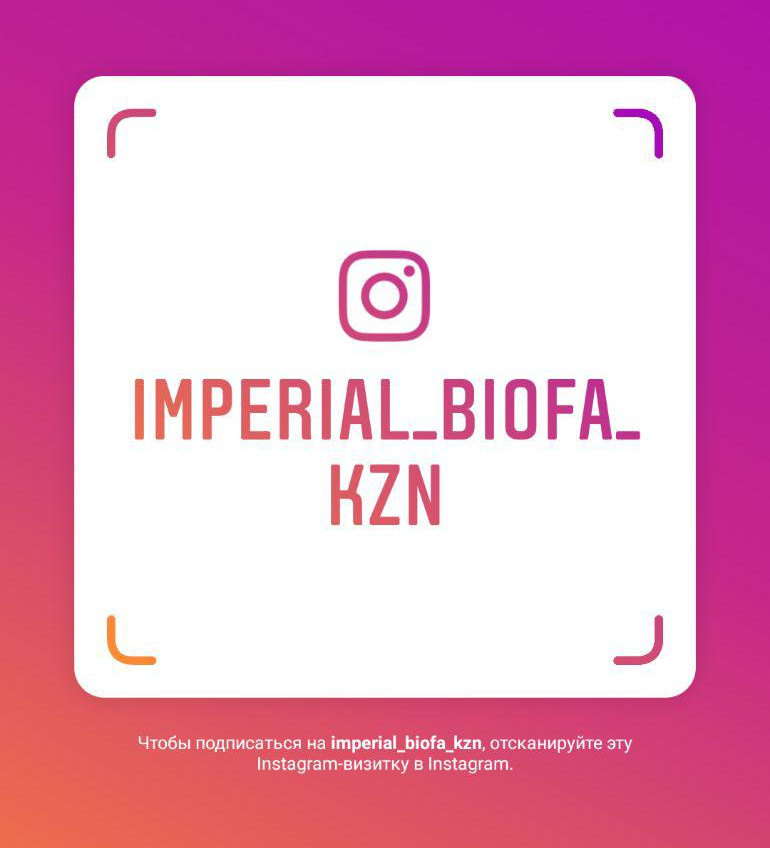 IMPERIAL_BIOFA_
KZN
Чтобы подписаться на imperial_biofa_kzn, отсканируйте эту
Instagram-визитку в Instagram.